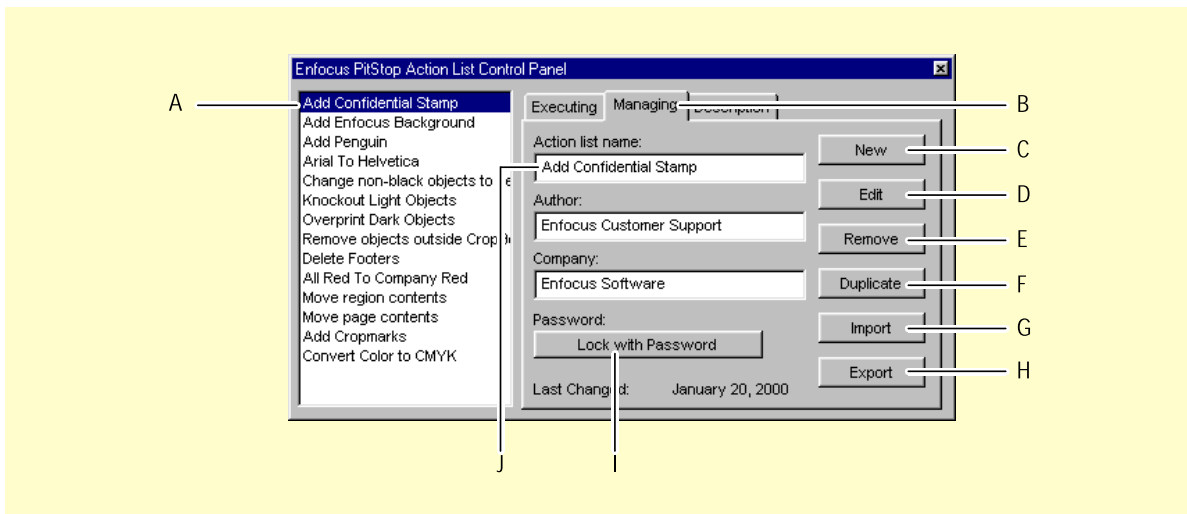 Enfocus PitStop Action List Control Panel
A
Add Confidential Stamp
Add Enfocus Background
Add Penguin
Arial To Helvetica
Change non-black objects to
Knockout Light Objects
Overprint Dark Objects
Remove objects outside Crop
Delete Footers
All Red To Company Red
Move region contents
Move page contents
Add Cropmarks
Convert Color to CMYK
Executing Managing Description
B
Action list name:
Add Confidential Stamp
Author:
Enfocus Customer Support
Company:
Enfocus Software
Password:
Lock with Password
Last Changed: January 20, 2000
New C
Edit D
Remove E
Duplicate F
Import G
Export H
J
I